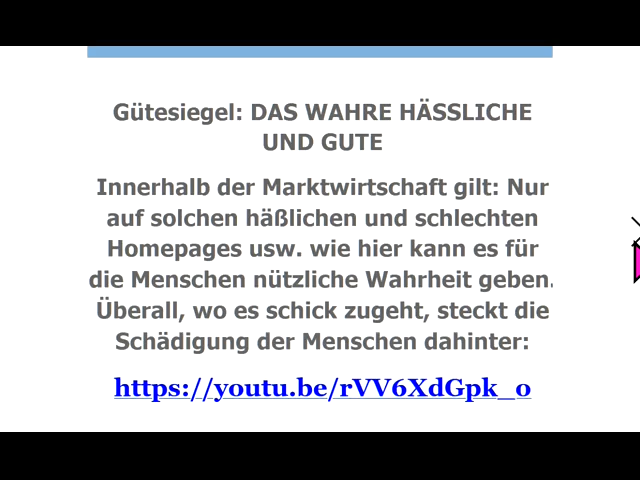 Gütesiegel: DAS WAHRE HÄSSLICHE
UND GUTE
Innerhalb der Marktwirtschaft gilt: Nur
auf solchen häßlichen und schlechten
Homepages usw. wie hier kann es für
die Menschen nützliche Wahrheit geben.
Überall, wo es schick zugeht, steckt die
Schädigung der Menschen dahinter:
https://youtu.be/rVV6XdGpk_o